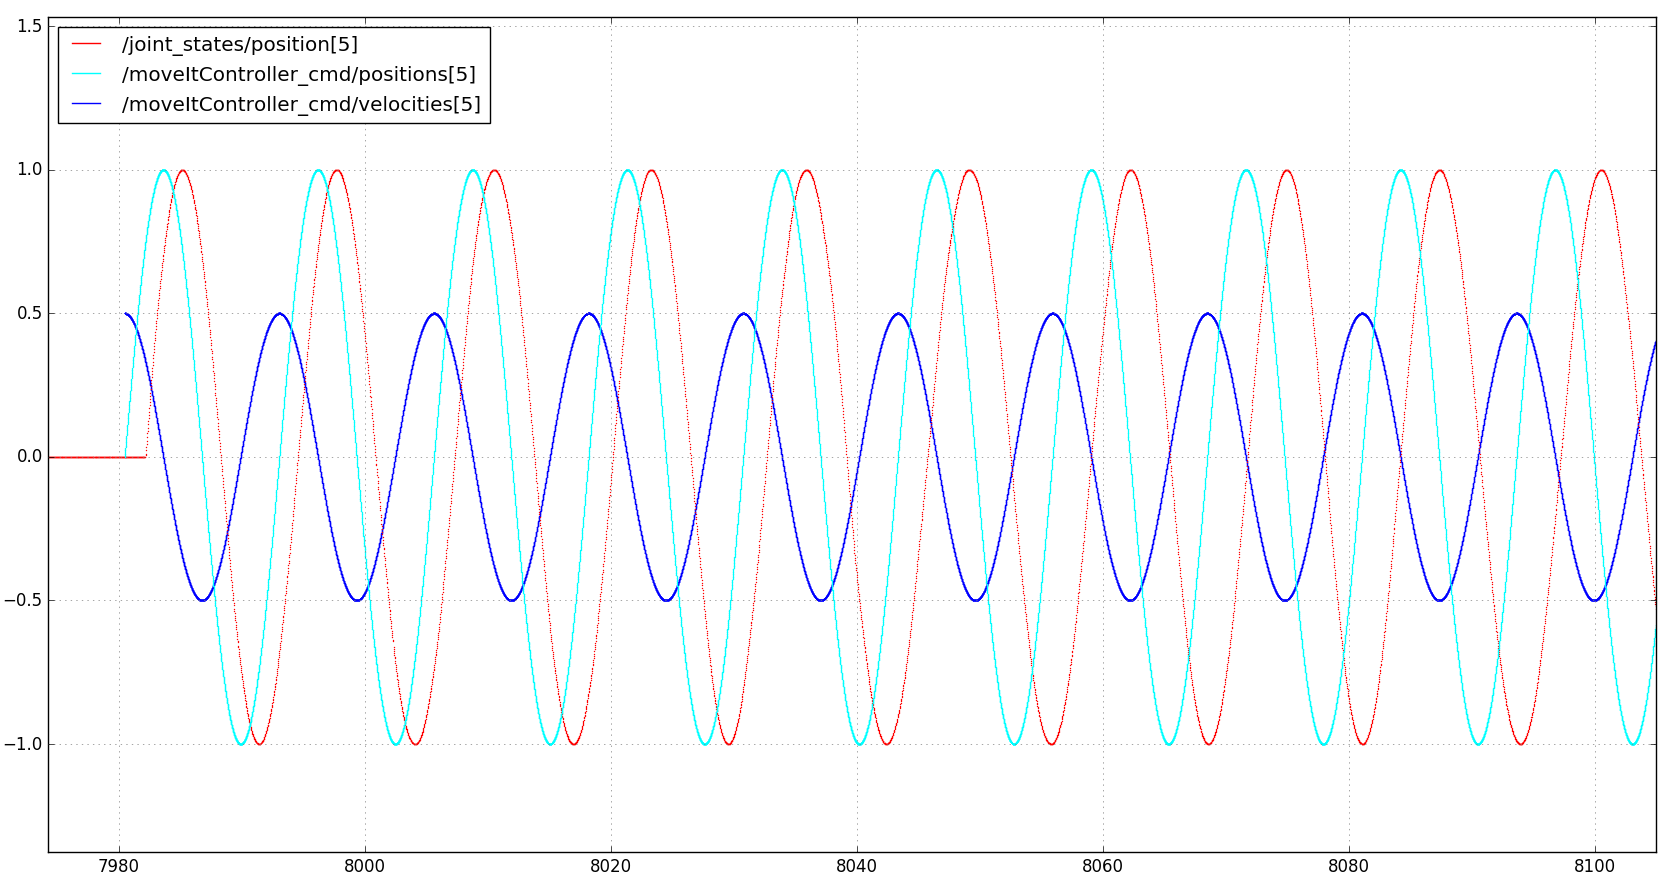 1.5
/joint_states/position[5]
/moveItController_cmd/positions[5]
/moveItController_cmd/velocities[5]
1.0
0.5
0.0
−0.5
−1.0
7980 8000 8020 8040 8060 8080 8100